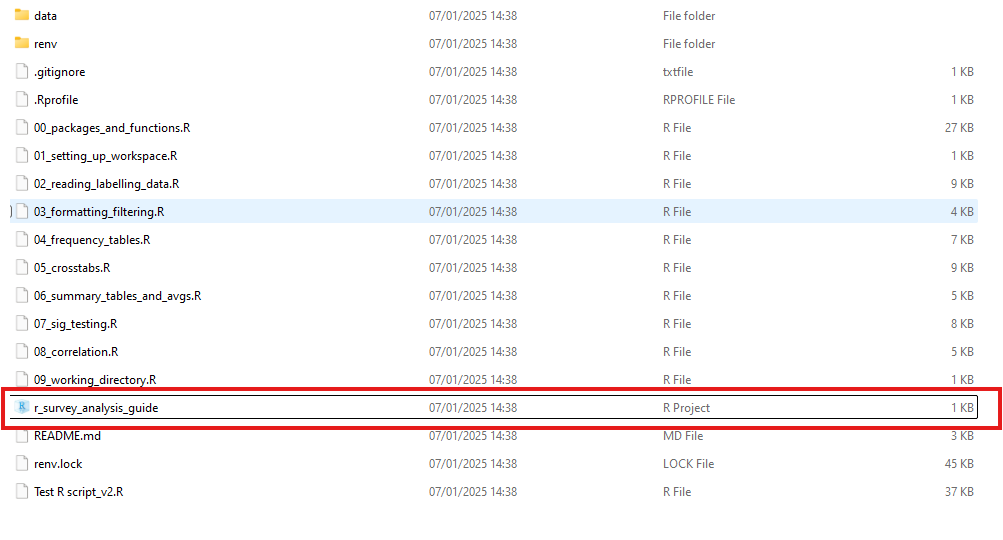 data 07/01/2025 14:38 File folder
renv 07/01/2025 14:38 File folder
.gitignore 07/01/2025 14:38 txtfile 1 KB
.Rprofile 07/01/2025 14:38 RPROFILE File 1 KB
00_packages_and_functions.R 07/01/2025 14:38 R File 27 KB
01_setting_up_workspace.R 07/01/2025 14:38 R File 1 KB
02_reading_labelling_data.R 07/01/2025 14:38 R File 9 KB
03_formatting_filtering.R 07/01/2025 14:38 R File 4 KB
04_frequency_tables.R 07/01/2025 14:38 R File 7 KB
05_crosstabs.R 07/01/2025 14:38 R File 9 KB
06_summary_tables_and_avgs.R 07/01/2025 14:38 R File 5 KB
07_sig_testing.R 07/01/2025 14:38 R File 8 KB
08_correlation.R 07/01/2025 14:38 R File 5 KB
09_working_directory.R 07/01/2025 14:38 R File 1 KB
R r_survey_analysis_guide 07/01/2025 14:38 R Project 1 KB
README.md 07/01/2025 14:38 MD File 3 KB
renv.lock 07/01/2025 14:38 LOCK File 45 KB
Test R script_v2.R 07/01/2025 14:38 R File 37 KB